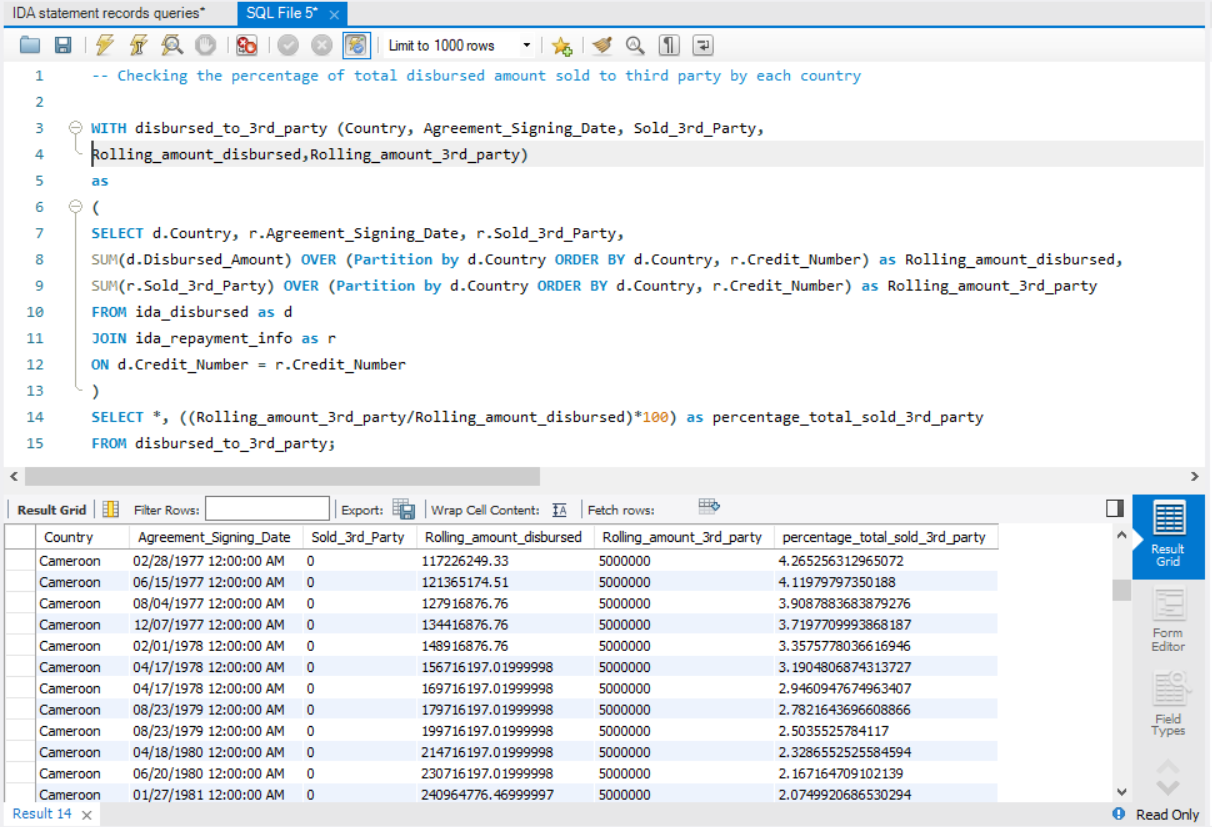 IDA statement records queries*
SQL File 5*
Limit to 1000 rows
1 -- Checking the percentage of total disbursed amount sold to third party by each country
2
3 WITH disbursed_to_3rd_party (Country, Agreement_Signing_Date, Sold_3rd_Party,
4 Rolling_amount_disbursed,Rolling_amount_3rd_party)
5 as
6 (
7 SELECT d.Country, r.Agreement_Signing_Date, r.Sold_3rd_Party,
8 SUM(d.Disbursed_Amount) OVER (Partition by d.Country ORDER BY d.Country, r.Credit_Number) as Rolling_amount_disbursed,
9 SUM(r.Sold_3rd_Party) OVER (Partition by d.Country ORDER BY d.Country, r.Credit_Number) as Rolling_amount_3rd_party
10 FROM ida_disbursed as d
11 JOIN ida_repayment_info as r
12 ON d.Credit_Number = r.Credit_Number
13 )
14 SELECT *, ((Rolling_amount_3rd_party/Rolling_amount_disbursed)*100) as percentage_total_sold_3rd_party
15 FROM disbursed_to_3rd_party;
Result Grid Filter Rows: Export: Wrap Cell Content: IA Fetch rows:
Country Agreement_Signing_Date Sold_3rd_Party Rolling_amount_disbursed Rolling_amount_3rd_party percentage_total_sold_3rd_party
Cameroon 02/28/1977 12:00:00 AM 0 117226249.33 5000000 4.265256312965072
Cameroon 06/15/1977 12:00:00 AM 0 121365174.51 5000000 4.11979797350188
Cameroon 08/04/1977 12:00:00 AM 0 127916876.76 5000000 3.9087883683879276
Cameroon 12/07/1977 12:00:00 AM 0 134416876.76 5000000 3.7197709993868187
Cameroon 02/01/1978 12:00:00 AM 0 148916876.76 5000000 3.3575778036616946
Cameroon 04/17/1978 12:00:00 AM 0 156716197.01999998 5000000 3.1904806874313727
Cameroon 04/17/1978 12:00:00 AM 0 169716197.01999998 5000000 2.9460947674963407
Cameroon 08/23/1979 12:00:00 AM 0 179716197.01999998 5000000 2.7821643696608866
Cameroon 08/23/1979 12:00:00 AM 0 199716197.01999998 5000000 2.5035525784117
Cameroon 04/18/1980 12:00:00 AM 0 214716197.01999998 5000000 2.3286552525584594
Cameroon 06/20/1980 12:00:00 AM 0 230716197.01999998 5000000 2.167164709102139
Cameroon 01/27/1981 12:00:00 AM 0 240964776.46999997 5000000 2.0749920686530294
Result
Grid
Form
Editor
Field
Types
Result 14
Read Only